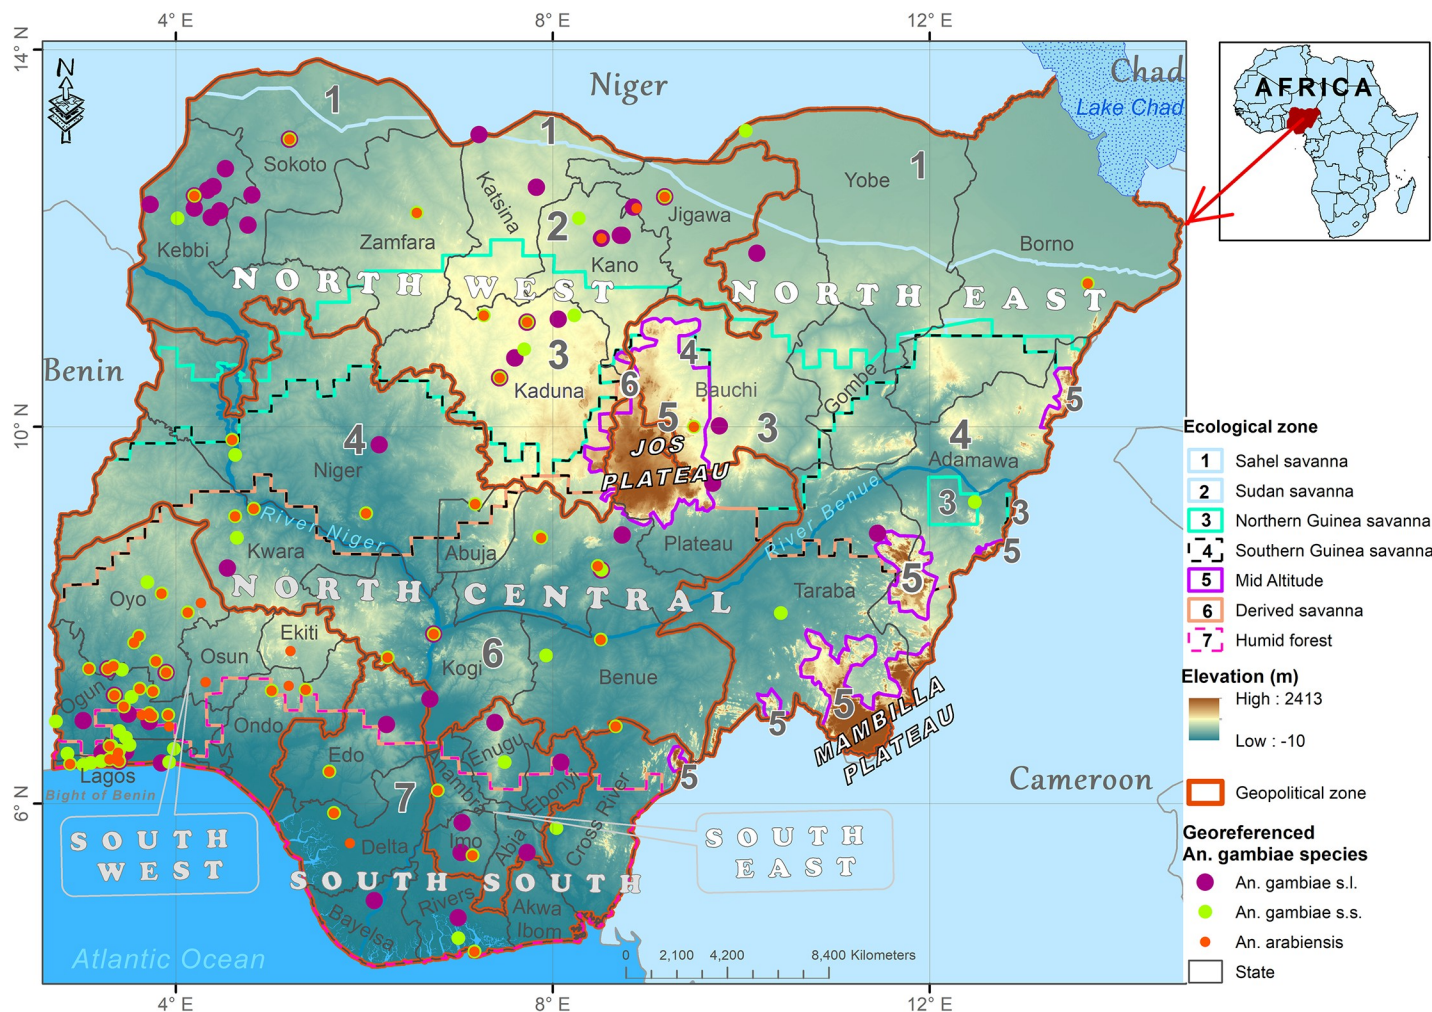 4° E
8° E
12° E
14° N
10° N
6° N
N
Niger
Chad
Lake Chad
AFRICA
1
1
1
Sokoto
Katsina
Yobe
Jigawa
Zamfara
2
Kebbi
Kano
Borno
NORTH WEST
NORTH EAST
Benin
3
4
Kaduna
6
Bauchi
Gombe
5
5
3
4
Niger
4
Adamawa
JOS
PLATEAU
3
3
River Niger
River Benue
Kwara
Abuja
Plateau
5
5
NORTH CENTRAL
Taraba
Oyo
Ekiti
Osun
6
Kogi
Benue
Ogun
Ondo
5
5
MAMBILLA
PLATEAU
Edo
Enugu
5
Lagos
Bight of Benin
7
Anambra
Ebonyi
Cross River
Cameroon
SOUTH
WEST
SOUTH
EAST
Delta
Imo
Abia
SOUTH SOUTH
Bayelsa
Rivers
Akwa
Ibom
Atlantic Ocean
0 2,100 4,200 8,400 Kilometers
4° E
8° E
12° E
Ecological zone
1 Sahel savanna
2 Sudan savanna
3 Northern Guinea savanna
4 Southern Guinea savanna
5 Mid Altitude
6 Derived savanna
7 Humid forest
Elevation (m)
High : 2413
Low : -10
Geopolitical zone
Georeferenced
An. gambiae species
An. gambiae s.l.
An. gambiae s.s.
An. arabiensis
State